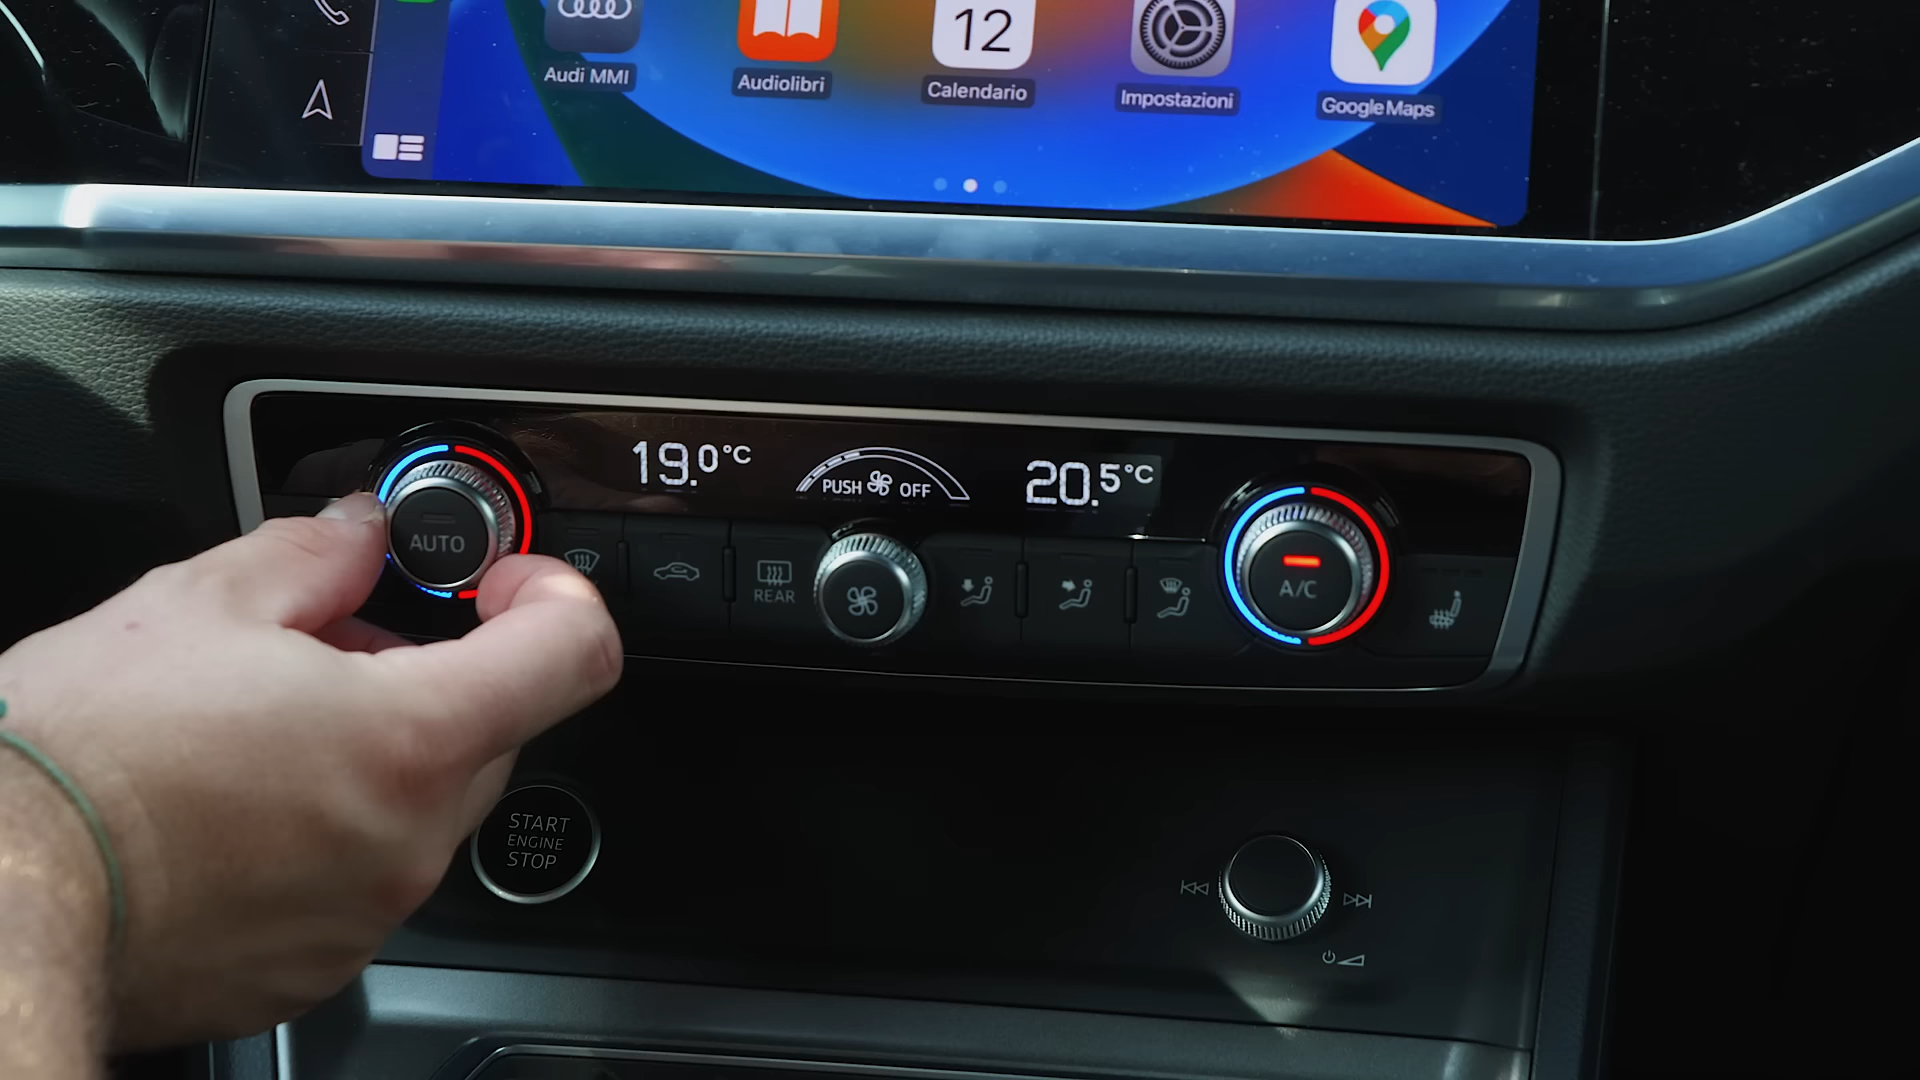 12
Audi MMI
Audiolibri
Calendario
Impostazioni
Google Maps
19.0°C
PUSH OFF
20.5°C
AUTO
REAR
A/C
START
ENGINE
STOP